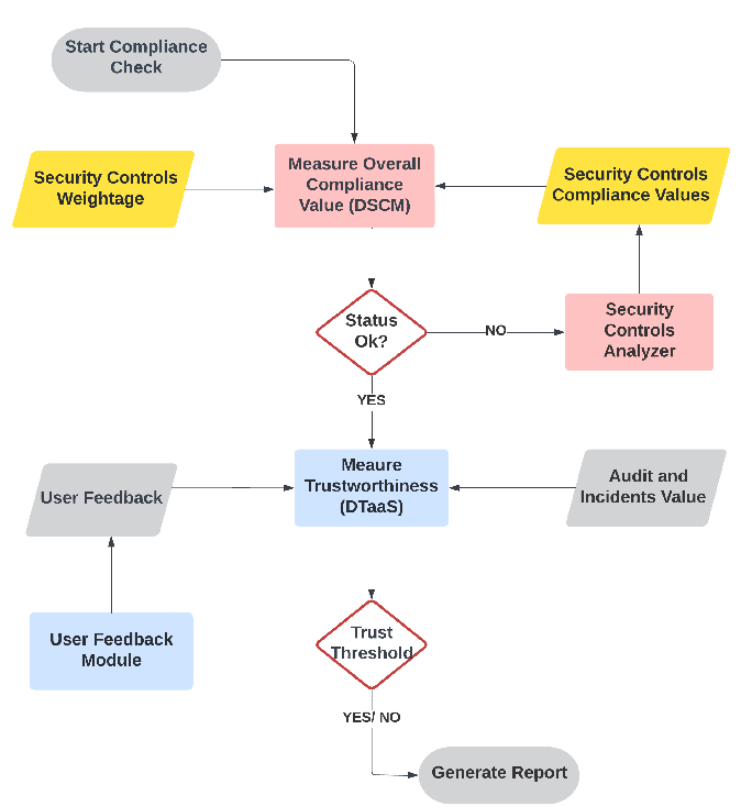 Start Compliance
Check
Security Controls
Weightage
Measure Overall
Compliance
Value (DSCM)
Security Controls
Compliance Values
Status
Ok?
NO
Security
Controls
Analyzer
YES
User Feedback
Meaure
Trustworthiness
(DTaaS)
Audit and
Incidents Value
User Feedback
Module
Trust
Threshold
YES/ NO
Generate Report